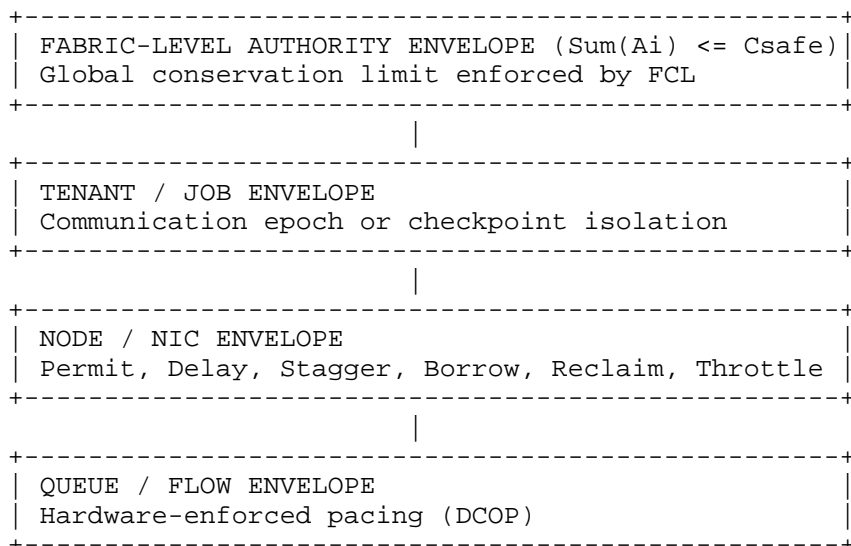 FABRIC-LEVEL AUTHORITY ENVELOPE (Sum(Ai) <= Csafe)
Global conservation limit enforced by FCL
TENANT / JOB ENVELOPE
Communication epoch or checkpoint isolation
NODE / NIC ENVELOPE
Permit, Delay, Stagger, Borrow, Reclaim, Throttle
QUEUE / FLOW ENVELOPE
Hardware-enforced pacing (DCOP)